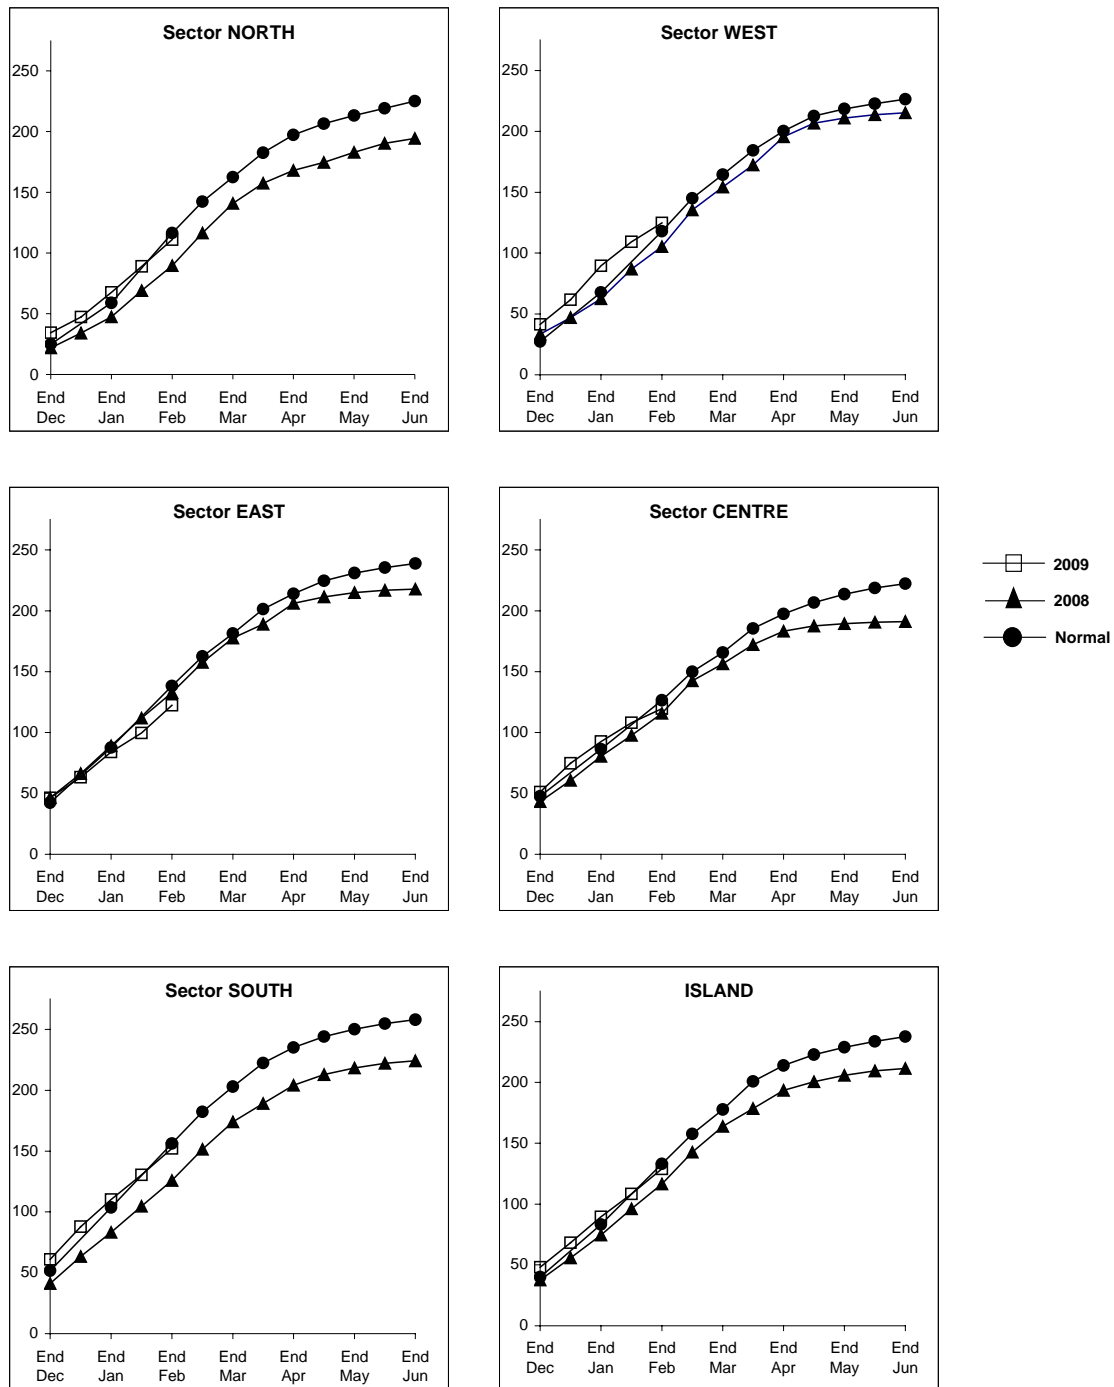 Sector NORTH
250
200
150
100
50
0
End End End End End End End
Dec Jan Feb Mar Apr May Jun
Sector WEST
250
200
150
100
50
0
End End End End End End End
Dec Jan Feb Mar Apr May Jun
Sector EAST
250
200
150
100
50
0
End End End End End End End
Dec Jan Feb Mar Apr May Jun
Sector CENTRE
250
200
150
100
50
0
End End End End End End End
Dec Jan Feb Mar Apr May Jun
2009
2008
Normal
Sector SOUTH
250
200
150
100
50
0
End End End End End End End
Dec Jan Feb Mar Apr May Jun
ISLAND
250
200
150
100
50
0
End End End End End End End
Dec Jan Feb Mar Apr May Jun